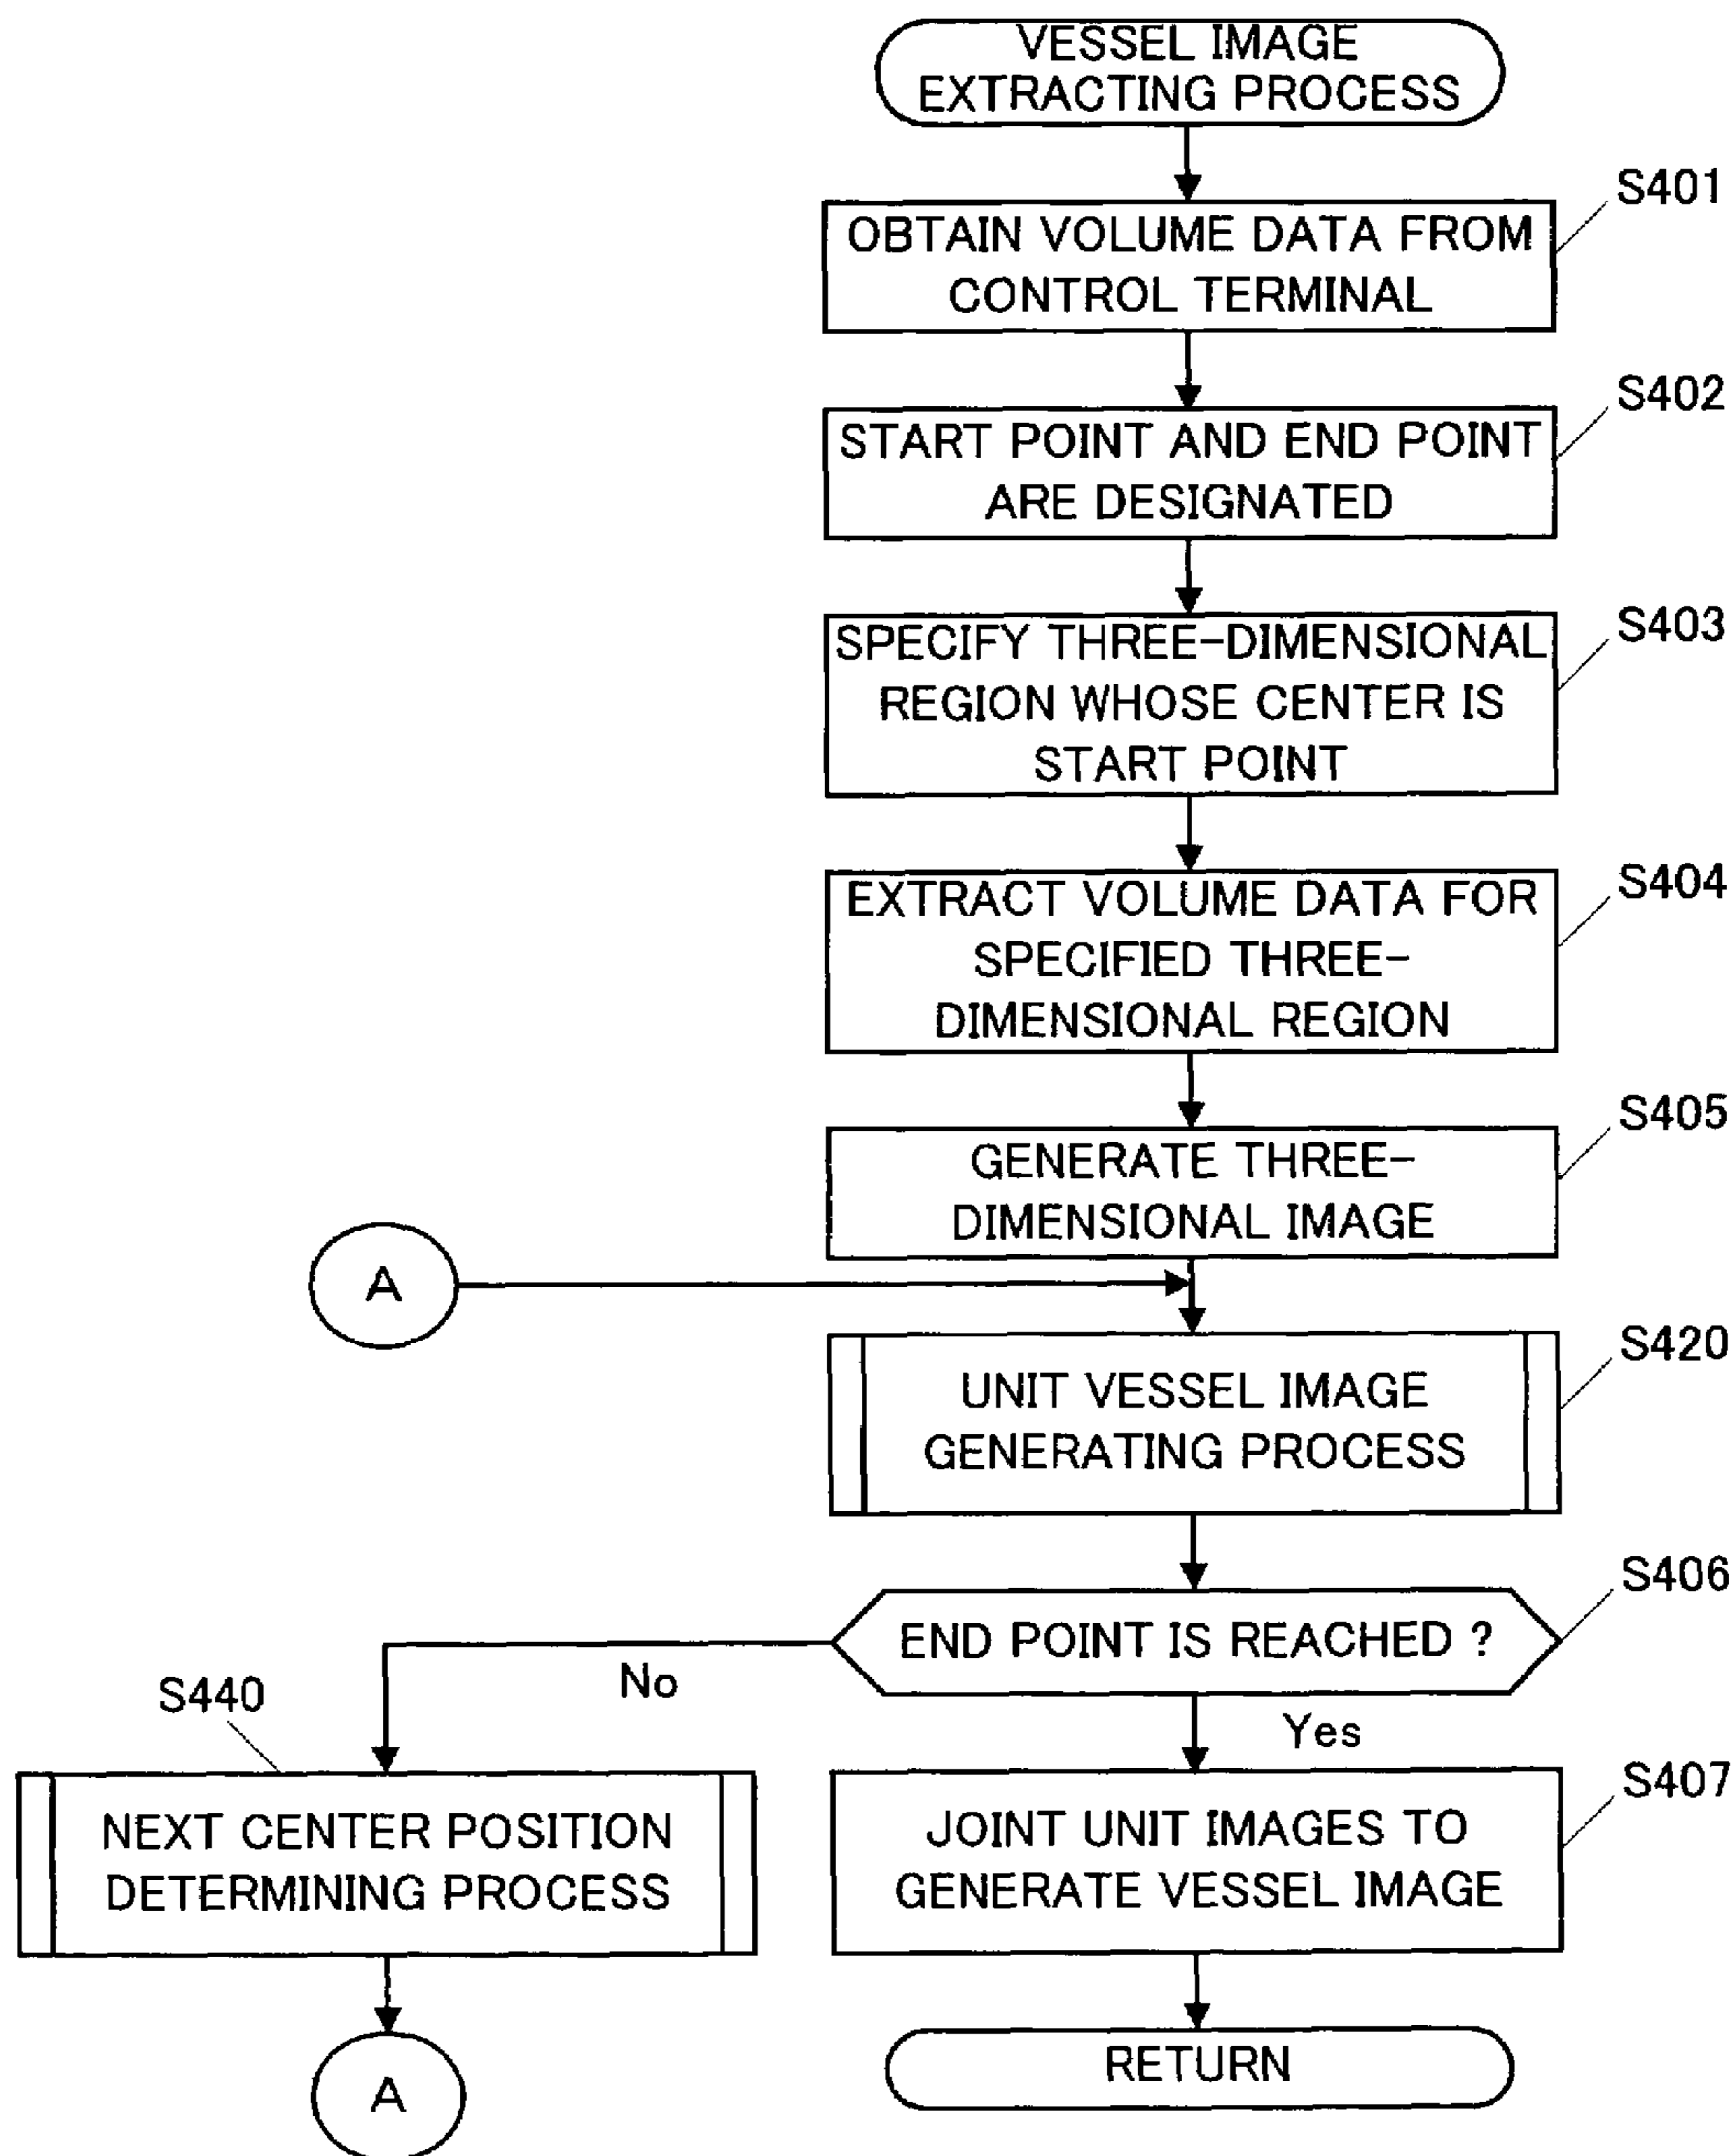 VESSEL IMAGE
EXTRACTING PROCESS
S401
OBTAIN VOLUME DATA FROM
CONTROL TERMINAL
S402
START POINT AND END POINT
ARE DESIGNATED
S403
SPECIFY THREE-DIMENSIONAL
REGION WHOSE CENTER IS
START POINT
S404
EXTRACT VOLUME DATA FOR
SPECIFIED THREE-
DIMENSIONAL REGION
S405
GENERATE THREE-
DIMENSIONAL IMAGE
A
S420
UNIT VESSEL IMAGE
GENERATING PROCESS
S406
END POINT IS REACHED ?
No
Yes
S440
NEXT CENTER POSITION
DETERMINING PROCESS
S407
JOINT UNIT IMAGES TO
GENERATE VESSEL IMAGE
A
RETURN